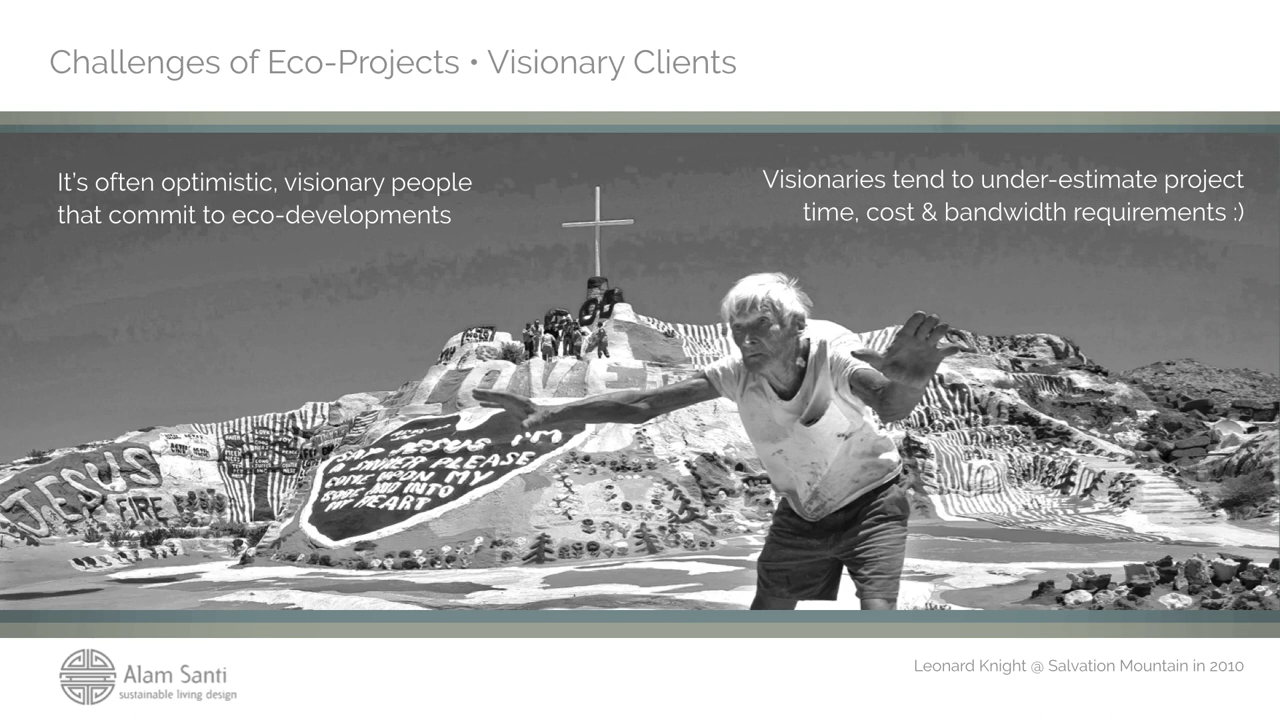 Challenges of Eco-Projects • Visionary Clients
It's often optimistic, visionary people
that commit to eco-developments
Visionaries tend to under-estimate project
time, cost & bandwidth requirements :)
LOVE
JESUS I'M
A SINNER PLEASE
COME UPON MY
BODY AND INTO
MY HEART
JESUS
FIRE
Alam Santi
sustainable living design
Leonard Knight @ Salvation Mountain in 2010